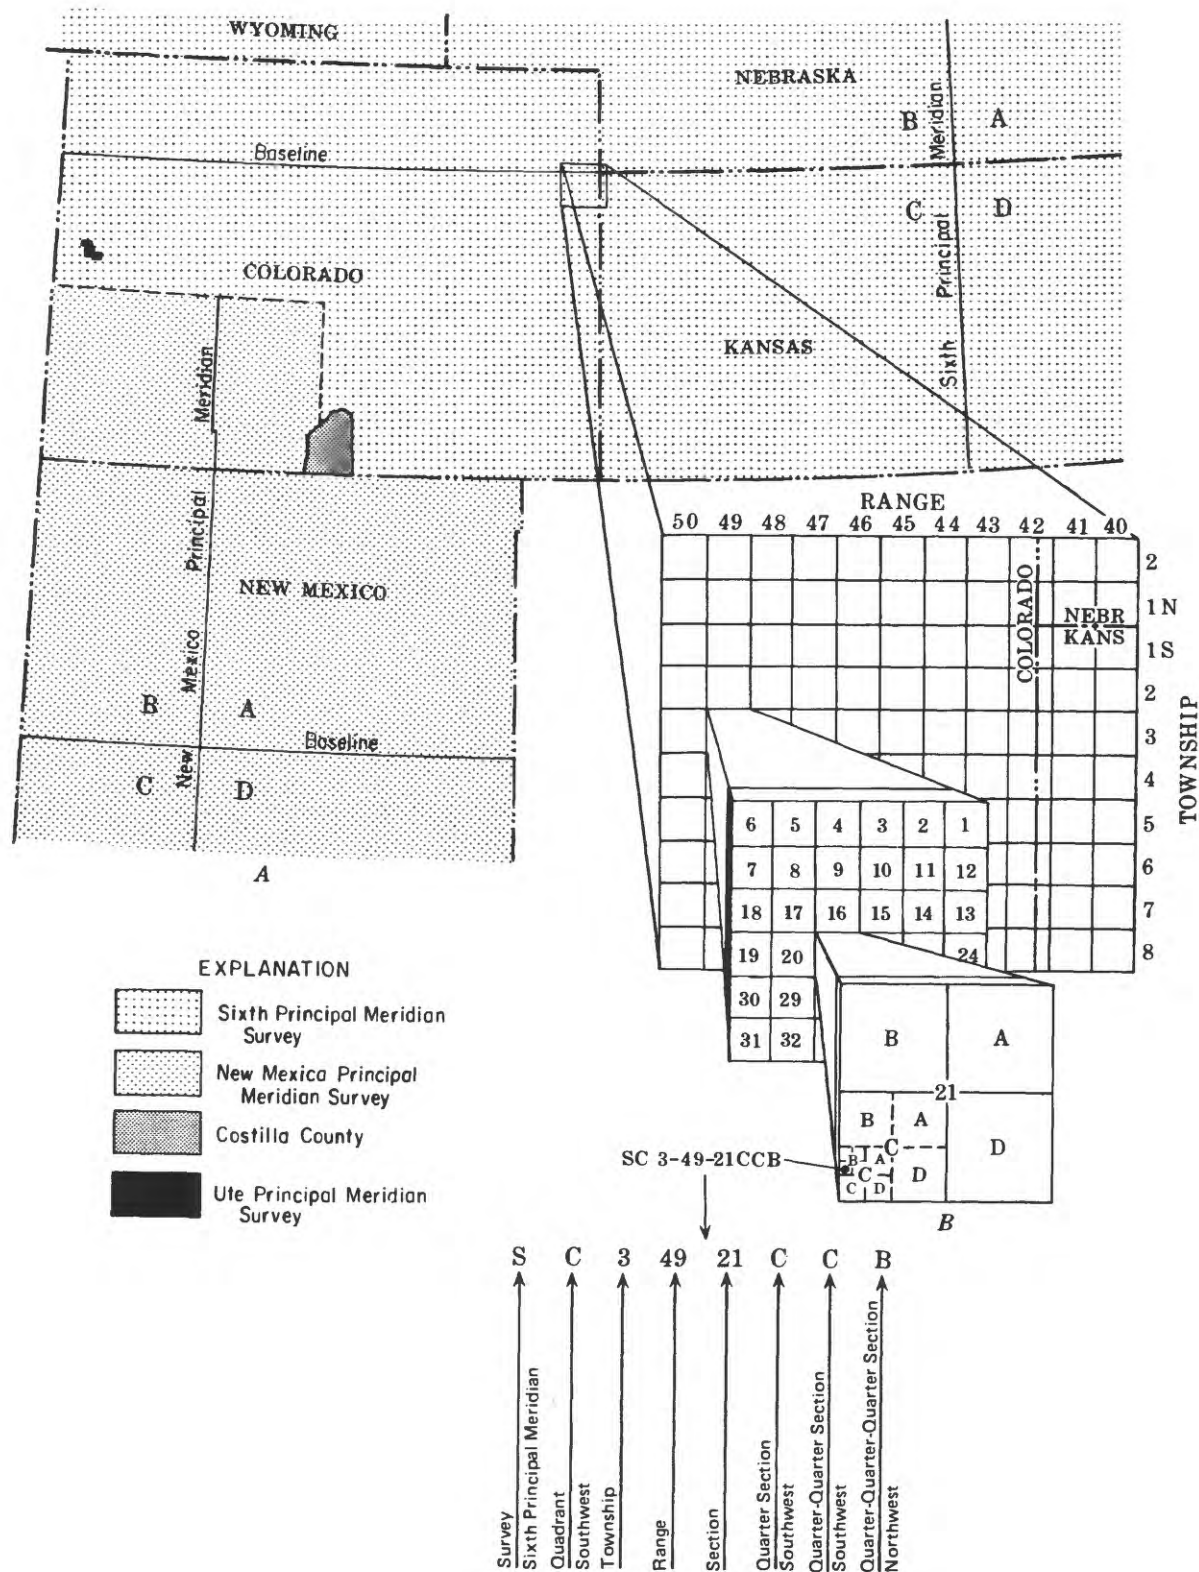 WYOMING
NEBRASKA
B
A
Baseline
C
D
COLORADO
KANSAS
Sixth Principal Meridian
NEW MEXICO
New Mexico Principal Meridian
B
A
Baseline
C
D
A
RANGE
50 49 48 47 46 45 44 43 42 41 40
2
1 N
1 S
2
3
4
5
6
7
8
TOWNSHIP
COLORADO
NEBR
KANS
6 5 4 3 2 1
7 8 9 10 11 12
18 17 16 15 14 13
19 20 24
30 29
31 32
B A
21
B A
C D
B A
C D
C D
B
SC 3-49-21CCB
EXPLANATION
Sixth Principal Meridian
Survey
New Mexica Principal
Meridian Survey
Costilla County
Ute Principal Meridian
Survey
S C 3 49 21 C C B
Survey
Sixth Principal Meridian
Quadrant
Southwest
Township
Range
Section
Quarter Section
Southwest
Quarter-Quarter Section
Southwest
Quarter-Quarter-Quarter Section
Northwest